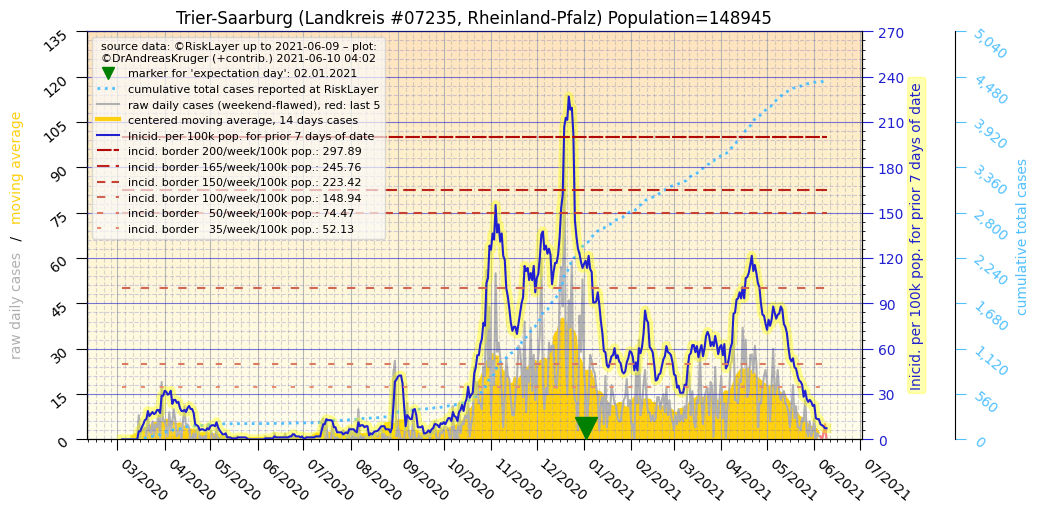 Trier-Saarburg (Landkreis #07235, Rheinland-Pfalz) Population=148945
source data: ©RiskLayer up to 2021-06-09 – plot:
©DrAndreasKruger (+contrib.) 2021-06-10 04:02
marker for 'expectation day': 02.01.2021
cumulative total cases reported at RiskLayer
raw daily cases (weekend-flawed), red: last 5
centered moving average, 14 days cases
Inicid. per 100k pop. for prior 7 days of date
incid. border 200/week/100k pop.: 297.89
incid. border 165/week/100k pop.: 245.76
incid. border 150/week/100k pop.: 223.42
incid. border 100/week/100k pop.: 148.94
incid. border   50/week/100k pop.: 74.47
incid. border   35/week/100k pop.: 52.13
raw daily cases   /   moving average
135
120
105
90
75
60
45
30
15
0
270
240
210
180
150
120
90
60
30
0
Inicid. per 100k pop. for prior 7 days of date
5,040
4,480
3,920
3,360
2,800
2,240
1,680
1,120
560
0
cumulative total cases
03/2020
04/2020
05/2020
06/2020
07/2020
08/2020
09/2020
10/2020
11/2020
12/2020
01/2021
02/2021
03/2021
04/2021
05/2021
06/2021
07/2021